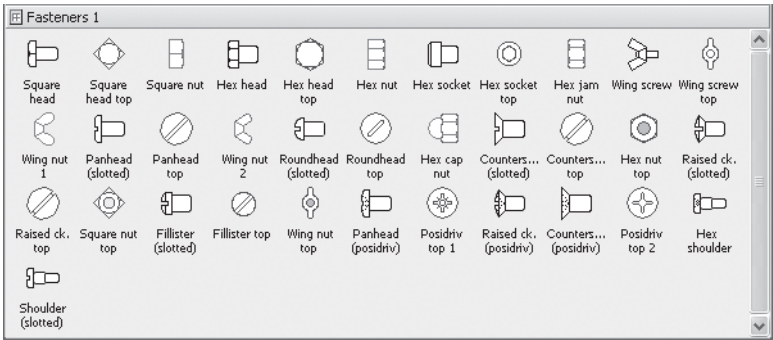 Fasteners 1
Square head
Square head top
Square nut
Hex head
Hex head top
Hex nut
Hex socket
Hex socket top
Hex jam nut
Wing screw
Wing screw top
Wing nut 1
Panhead (slotted)
Panhead top
Wing nut 2
Roundhead (slotted)
Roundhead top
Hex cap nut
Counters... (slotted)
Counters... top
Hex nut top
Raised ck. (slotted)
Raised ck. top
Square nut top
Fillister (slotted)
Fillister top
Wing nut top
Panhead (posidriv)
Posidriv top 1
Raised ck. (posidriv)
Counters... (posidriv)
Posidriv top 2
Hex shoulder
Shoulder (slotted)